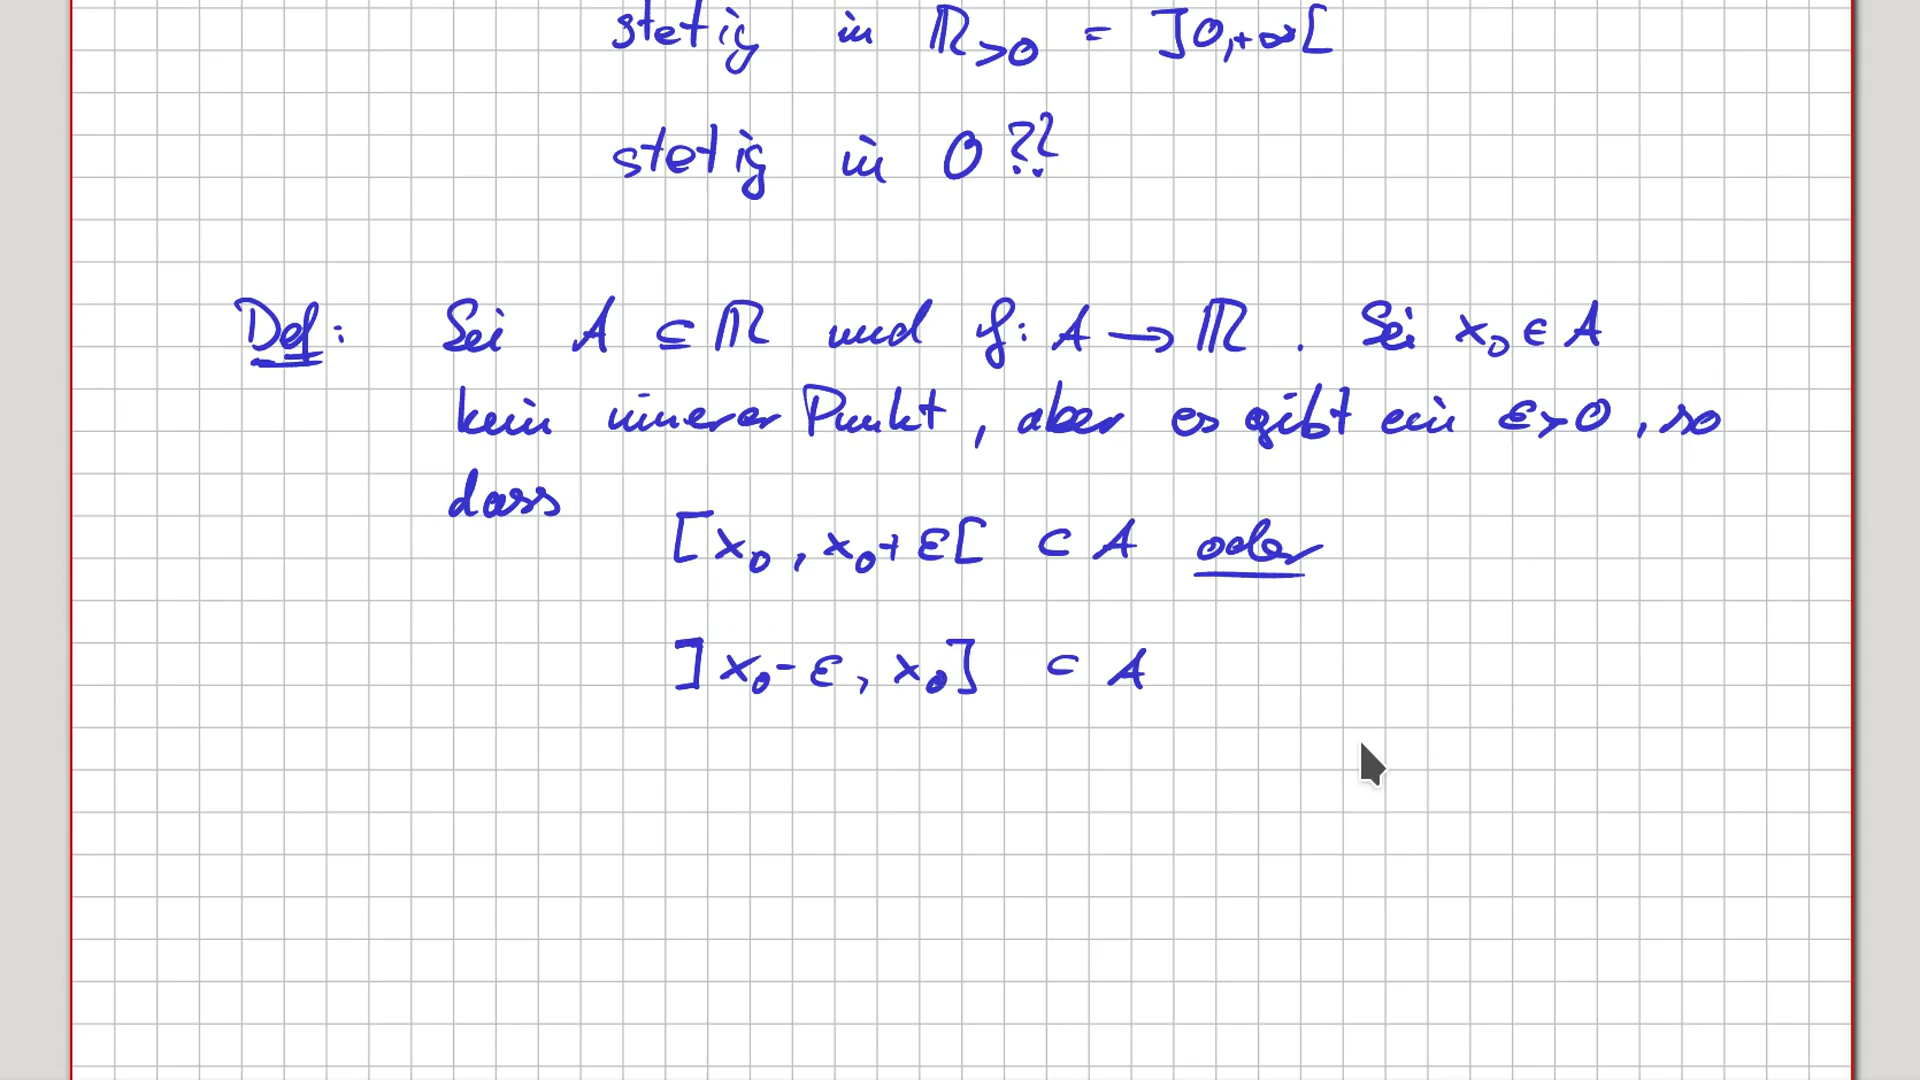 stetig in ℝ>0 = ]0,+∞[
stetig in 0??
Def: Sei A ⊆ ℝ und f: A → ℝ. Sei x₀ ∈ A
kein innerer Punkt, aber es gibt ein ε>0, so
dass
[x₀, x₀+ε[ ⊂ A oder
]x₀-ε, x₀] ⊂ A